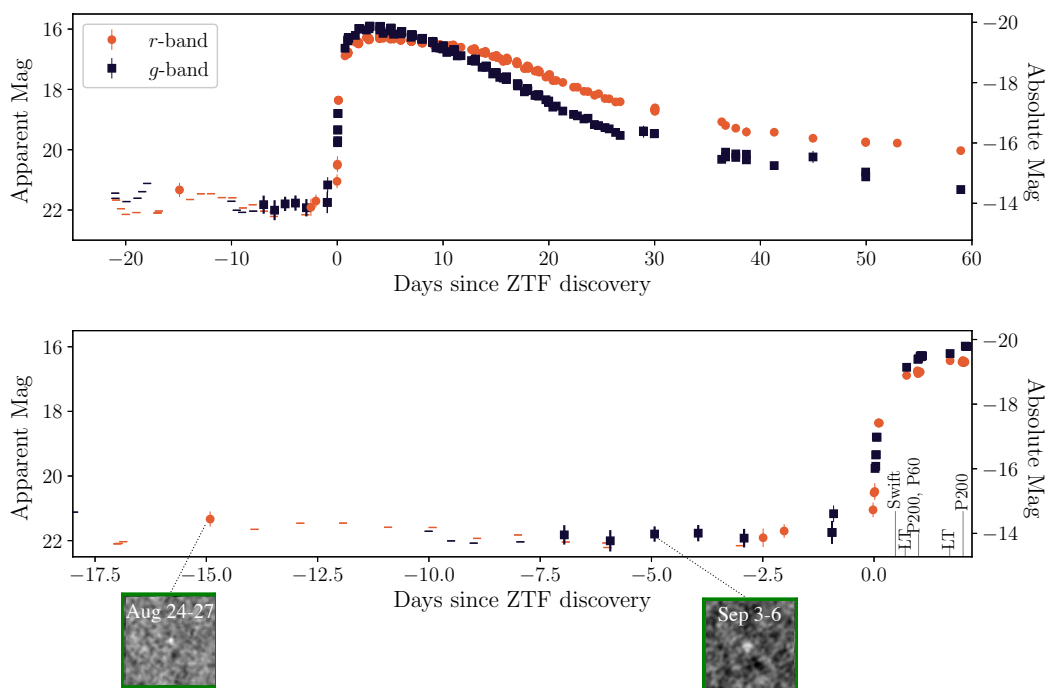 r-band
g-band
16
18
20
22
Apparent Mag
−20
−18
−16
−14
Absolute Mag
−20 −10 0 10 20 30 40 50 60
Days since ZTF discovery
16
18
20
22
Apparent Mag
−20
−18
−16
−14
Absolute Mag
Swift
LT
P200, P60
LT
P200
−17.5 −15.0 −12.5 −10.0 −7.5 −5.0 −2.5 0.0
Days since ZTF discovery
Aug 24-27
Sep 3-6